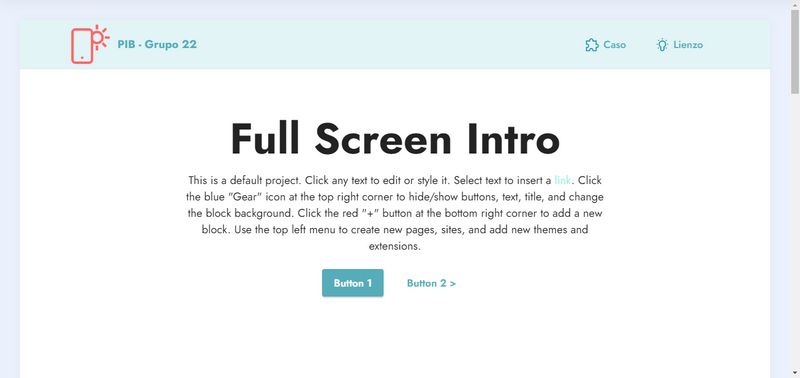 PIB - Grupo 22
Caso
Lienzo
Full Screen Intro
This is a default project. Click any text to edit or style it. Select text to insert a link. Click
the blue "Gear" icon at the top right corner to hide/show buttons, text, title, and change
the block background. Click the red "+" button at the bottom right corner to add a new
block. Use the top left menu to create new pages, sites, and add new themes and
extensions.
Button 1
Button 2 >